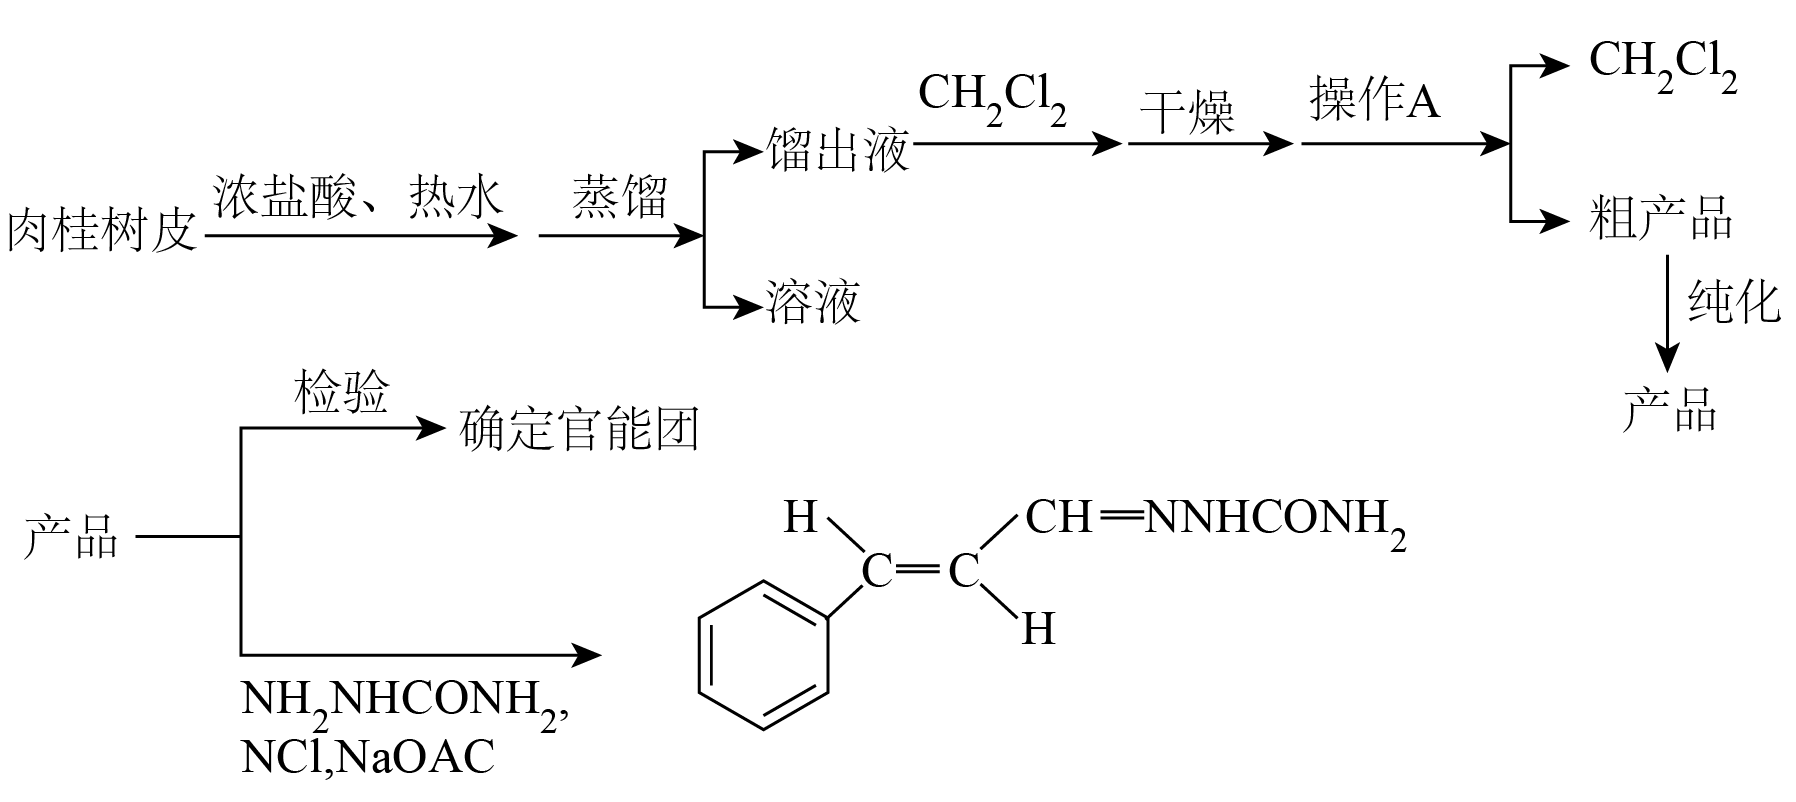 肉桂树皮 浓盐酸、热水 蒸馏 馏出液 CH₂Cl₂ 干燥 操作A CH₂Cl₂
溶液 粗产品
纯化
产品
产品 检验 确定官能团
NH₂NHCONH₂,
NCl,NaOAC
H CH=NNHCONH₂
C=C
H